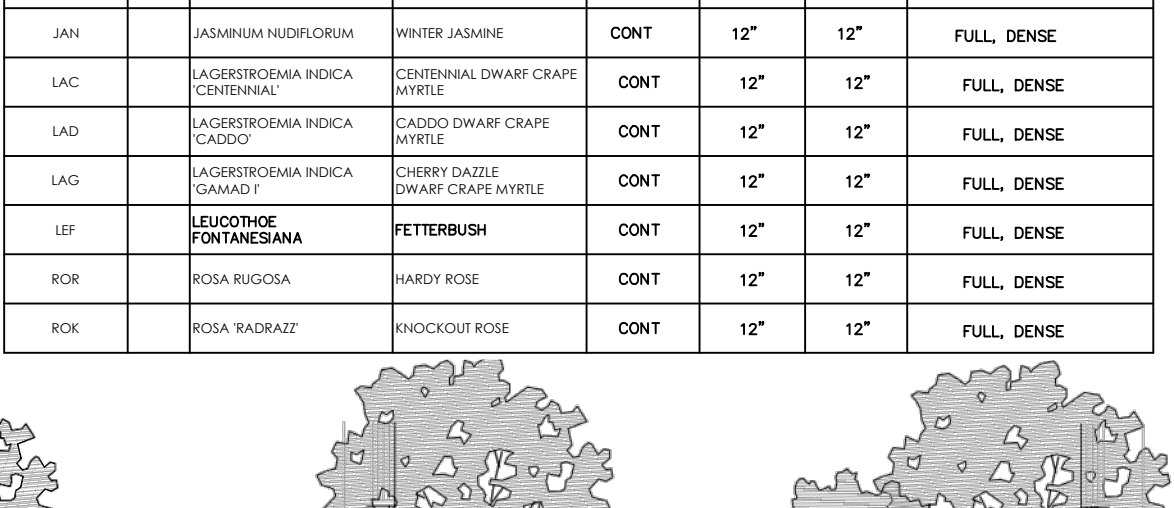 JAN JASMINUM NUDIFLORUM WINTER JASMINE CONT 12" 12" FULL, DENSE
LAC LAGERSTROEMIA INDICA CENTENNIAL DWARF CRAPE CONT 12" 12" FULL, DENSE
'CENTENNIAL' MYRTLE
LAD LAGERSTROEMIA INDICA CADDO DWARF CRAPE CONT 12" 12" FULL, DENSE
'CADDO' MYRTLE
LAG LAGERSTROEMIA INDICA CHERRY DAZZLE CONT 12" 12" FULL, DENSE
'GAMAD I' DWARF CRAPE MYRTLE
LEF LEUCOTHOE FETTERBUSH CONT 12" 12" FULL, DENSE
FONTANESIANA
ROR ROSA RUGOSA HARDY ROSE CONT 12" 12" FULL, DENSE
ROK ROSA 'RADRAZZ' KNOCKOUT ROSE CONT 12" 12" FULL, DENSE